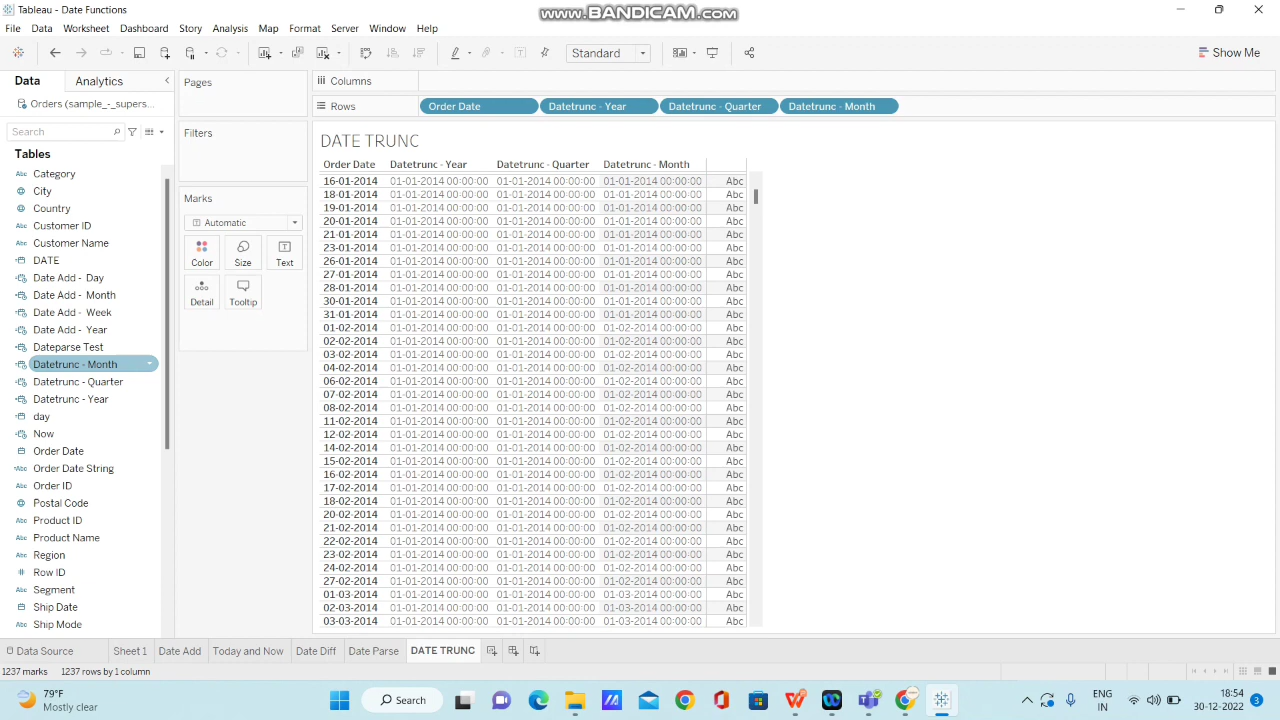 Tableau - Date Functions
www.BANDICAM.com
File Data Worksheet Dashboard Story Analysis Map Format Server Window Help
Standard
Show Me
Data Analytics
Pages
Columns
Orders (sample_-_supers...
Rows Order Date Datetrunc - Year Datetrunc - Quarter Datetrunc - Month
Search
Filters
Tables
DATE TRUNC
Order Date Datetrunc - Year Datetrunc - Quarter Datetrunc - Month
Category
City
Country
Customer ID
Customer Name
DATE
Date Add - Day
Date Add - Month
Date Add - Week
Date Add - Year
Dateparse Test
Datetrunc - Month
Datetrunc - Quarter
Datetrunc - Year
day
Now
Order Date
Order Date String
Order ID
Postal Code
Product ID
Product Name
Region
Row ID
Segment
Ship Date
Ship Mode
Marks
Automatic
Color Size Text
Detail Tooltip
16-01-2014 01-01-2014 00:00:00 01-01-2014 00:00:00 01-01-2014 00:00:00 Abc
18-01-2014 01-01-2014 00:00:00 01-01-2014 00:00:00 01-01-2014 00:00:00 Abc
19-01-2014 01-01-2014 00:00:00 01-01-2014 00:00:00 01-01-2014 00:00:00 Abc
20-01-2014 01-01-2014 00:00:00 01-01-2014 00:00:00 01-01-2014 00:00:00 Abc
21-01-2014 01-01-2014 00:00:00 01-01-2014 00:00:00 01-01-2014 00:00:00 Abc
23-01-2014 01-01-2014 00:00:00 01-01-2014 00:00:00 01-01-2014 00:00:00 Abc
26-01-2014 01-01-2014 00:00:00 01-01-2014 00:00:00 01-01-2014 00:00:00 Abc
27-01-2014 01-01-2014 00:00:00 01-01-2014 00:00:00 01-01-2014 00:00:00 Abc
28-01-2014 01-01-2014 00:00:00 01-01-2014 00:00:00 01-01-2014 00:00:00 Abc
30-01-2014 01-01-2014 00:00:00 01-01-2014 00:00:00 01-01-2014 00:00:00 Abc
31-01-2014 01-01-2014 00:00:00 01-01-2014 00:00:00 01-01-2014 00:00:00 Abc
01-02-2014 01-01-2014 00:00:00 01-01-2014 00:00:00 01-02-2014 00:00:00 Abc
02-02-2014 01-01-2014 00:00:00 01-01-2014 00:00:00 01-02-2014 00:00:00 Abc
03-02-2014 01-01-2014 00:00:00 01-01-2014 00:00:00 01-02-2014 00:00:00 Abc
04-02-2014 01-01-2014 00:00:00 01-01-2014 00:00:00 01-02-2014 00:00:00 Abc
06-02-2014 01-01-2014 00:00:00 01-01-2014 00:00:00 01-02-2014 00:00:00 Abc
07-02-2014 01-01-2014 00:00:00 01-01-2014 00:00:00 01-02-2014 00:00:00 Abc
08-02-2014 01-01-2014 00:00:00 01-01-2014 00:00:00 01-02-2014 00:00:00 Abc
11-02-2014 01-01-2014 00:00:00 01-01-2014 00:00:00 01-02-2014 00:00:00 Abc
12-02-2014 01-01-2014 00:00:00 01-01-2014 00:00:00 01-02-2014 00:00:00 Abc
14-02-2014 01-01-2014 00:00:00 01-01-2014 00:00:00 01-02-2014 00:00:00 Abc
15-02-2014 01-01-2014 00:00:00 01-01-2014 00:00:00 01-02-2014 00:00:00 Abc
16-02-2014 01-01-2014 00:00:00 01-01-2014 00:00:00 01-02-2014 00:00:00 Abc
17-02-2014 01-01-2014 00:00:00 01-01-2014 00:00:00 01-02-2014 00:00:00 Abc
18-02-2014 01-01-2014 00:00:00 01-01-2014 00:00:00 01-02-2014 00:00:00 Abc
20-02-2014 01-01-2014 00:00:00 01-01-2014 00:00:00 01-02-2014 00:00:00 Abc
21-02-2014 01-01-2014 00:00:00 01-01-2014 00:00:00 01-02-2014 00:00:00 Abc
22-02-2014 01-01-2014 00:00:00 01-01-2014 00:00:00 01-02-2014 00:00:00 Abc
23-02-2014 01-01-2014 00:00:00 01-01-2014 00:00:00 01-02-2014 00:00:00 Abc
24-02-2014 01-01-2014 00:00:00 01-01-2014 00:00:00 01-02-2014 00:00:00 Abc
27-02-2014 01-01-2014 00:00:00 01-01-2014 00:00:00 01-02-2014 00:00:00 Abc
01-03-2014 01-01-2014 00:00:00 01-01-2014 00:00:00 01-03-2014 00:00:00 Abc
02-03-2014 01-01-2014 00:00:00 01-01-2014 00:00:00 01-03-2014 00:00:00 Abc
03-03-2014 01-01-2014 00:00:00 01-01-2014 00:00:00 01-03-2014 00:00:00 Abc
Data Source Sheet 1 Date Add Today and Now Date Diff Date Parse DATE TRUNC
1237 marks 1237 rows by 1 column
79°F
Mostly clear
Search
ENG
IN
18:54
30-12-2022
3